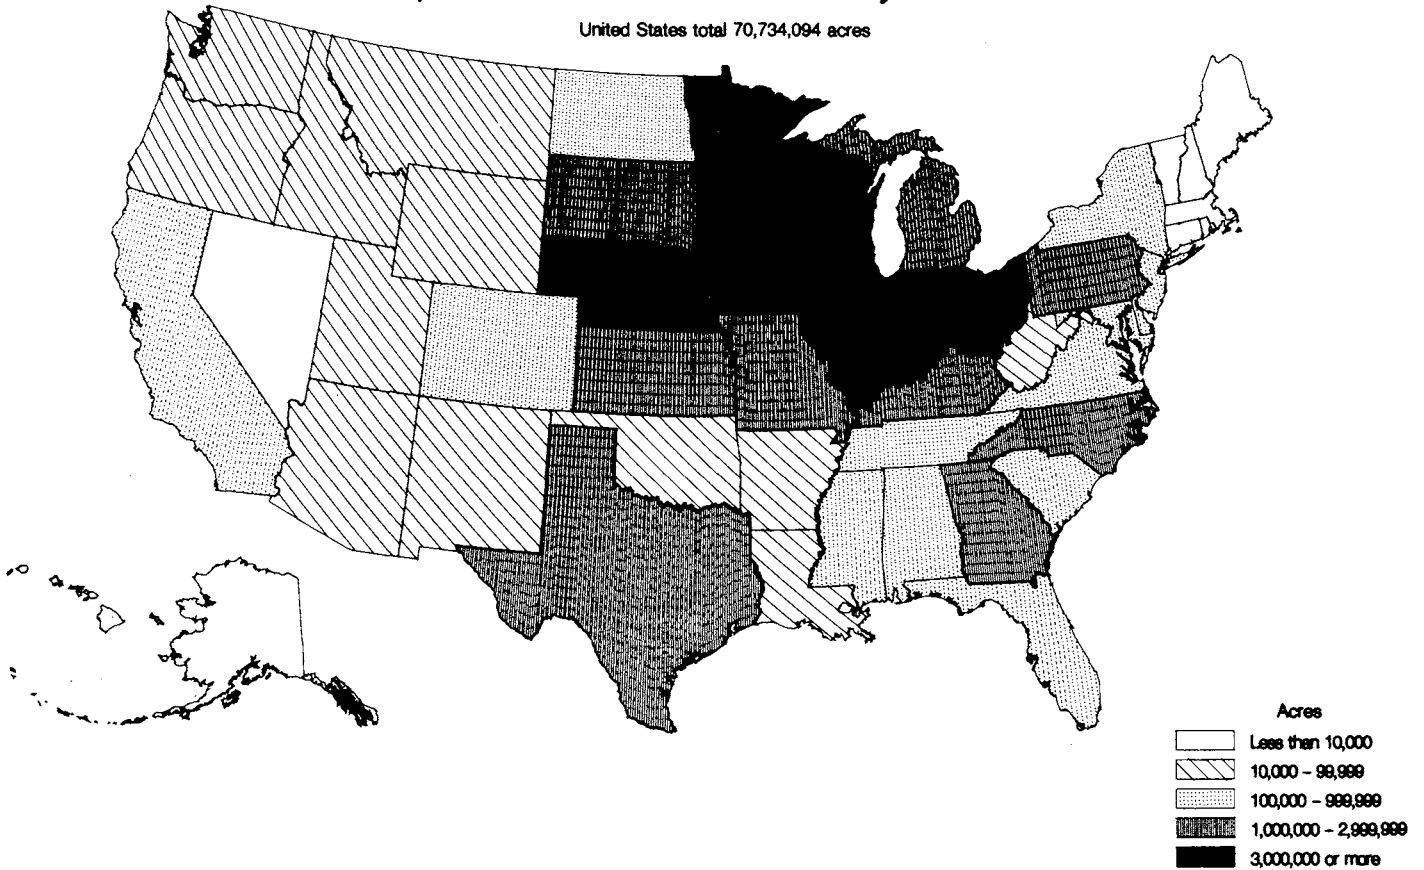 United States total 70,734,094 acres
Acres
Less than 10,000
10,000 – 99,999
100,000 – 999,999
1,000,000 – 2,999,999
3,000,000 or more